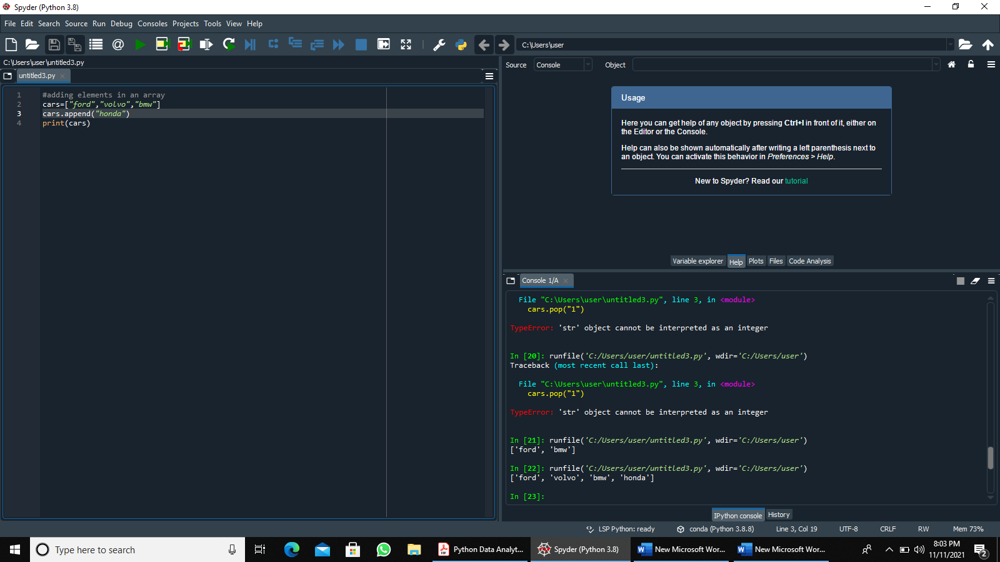 Spyder (Python 3.8)
File Edit Search Source Run Debug Consoles Projects Tools View Help
C:\Users\user
C:\Users\user\untitled3.py
untitled3.py
1 #adding elements in an array
2 cars=["ford","volvo","bmw"]
3 cars.append("honda")
4 print(cars)
Source Console Object
Usage
Here you can get help of any object by pressing Ctrl+I in front of it, either on
the Editor or the Console.
Help can also be shown automatically after writing a left parenthesis next to
an object. You can activate this behavior in Preferences > Help.
New to Spyder? Read our tutorial
Variable explorer Help Plots Files Code Analysis
Console 1/A
File "C:\Users\user\untitled3.py", line 3, in <module>
cars.pop("1")
TypeError: 'str' object cannot be interpreted as an integer
In [20]: runfile('C:/Users/user/untitled3.py', wdir='C:/Users/user')
Traceback (most recent call last):
File "C:\Users\user\untitled3.py", line 3, in <module>
cars.pop("1")
TypeError: 'str' object cannot be interpreted as an integer
In [21]: runfile('C:/Users/user/untitled3.py', wdir='C:/Users/user')
['ford', 'bmw']
In [22]: runfile('C:/Users/user/untitled3.py', wdir='C:/Users/user')
['ford', 'volvo', 'bmw', 'honda']
In [23]:
IPython console History
LSP Python: ready conda (Python 3.8.8) Line 3, Col 19 UTF-8 CRLF RW Mem 73%
Type here to search
Python Data Analyt... Spyder (Python 3.8) New Microsoft Wor... New Microsoft Wor...
8:03 PM
11/11/2021
2